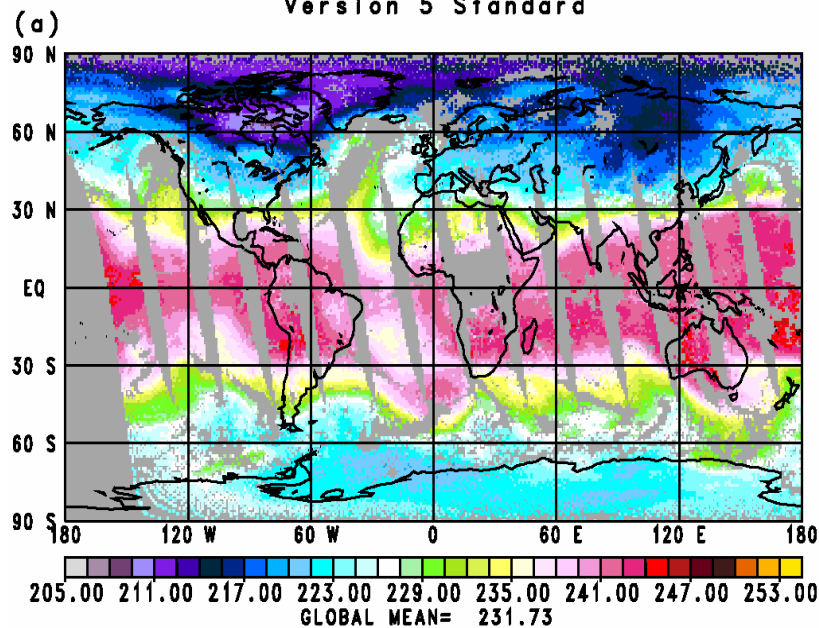 Version 5 Standard
(a)
90 N
60 N
30 N
EQ
30 S
60 S
90 S
180 120 W 60 W 0 60 E 120 E 180
205.00 211.00 217.00 223.00 229.00 235.00 241.00 247.00 253.00
GLOBAL MEAN= 231.73